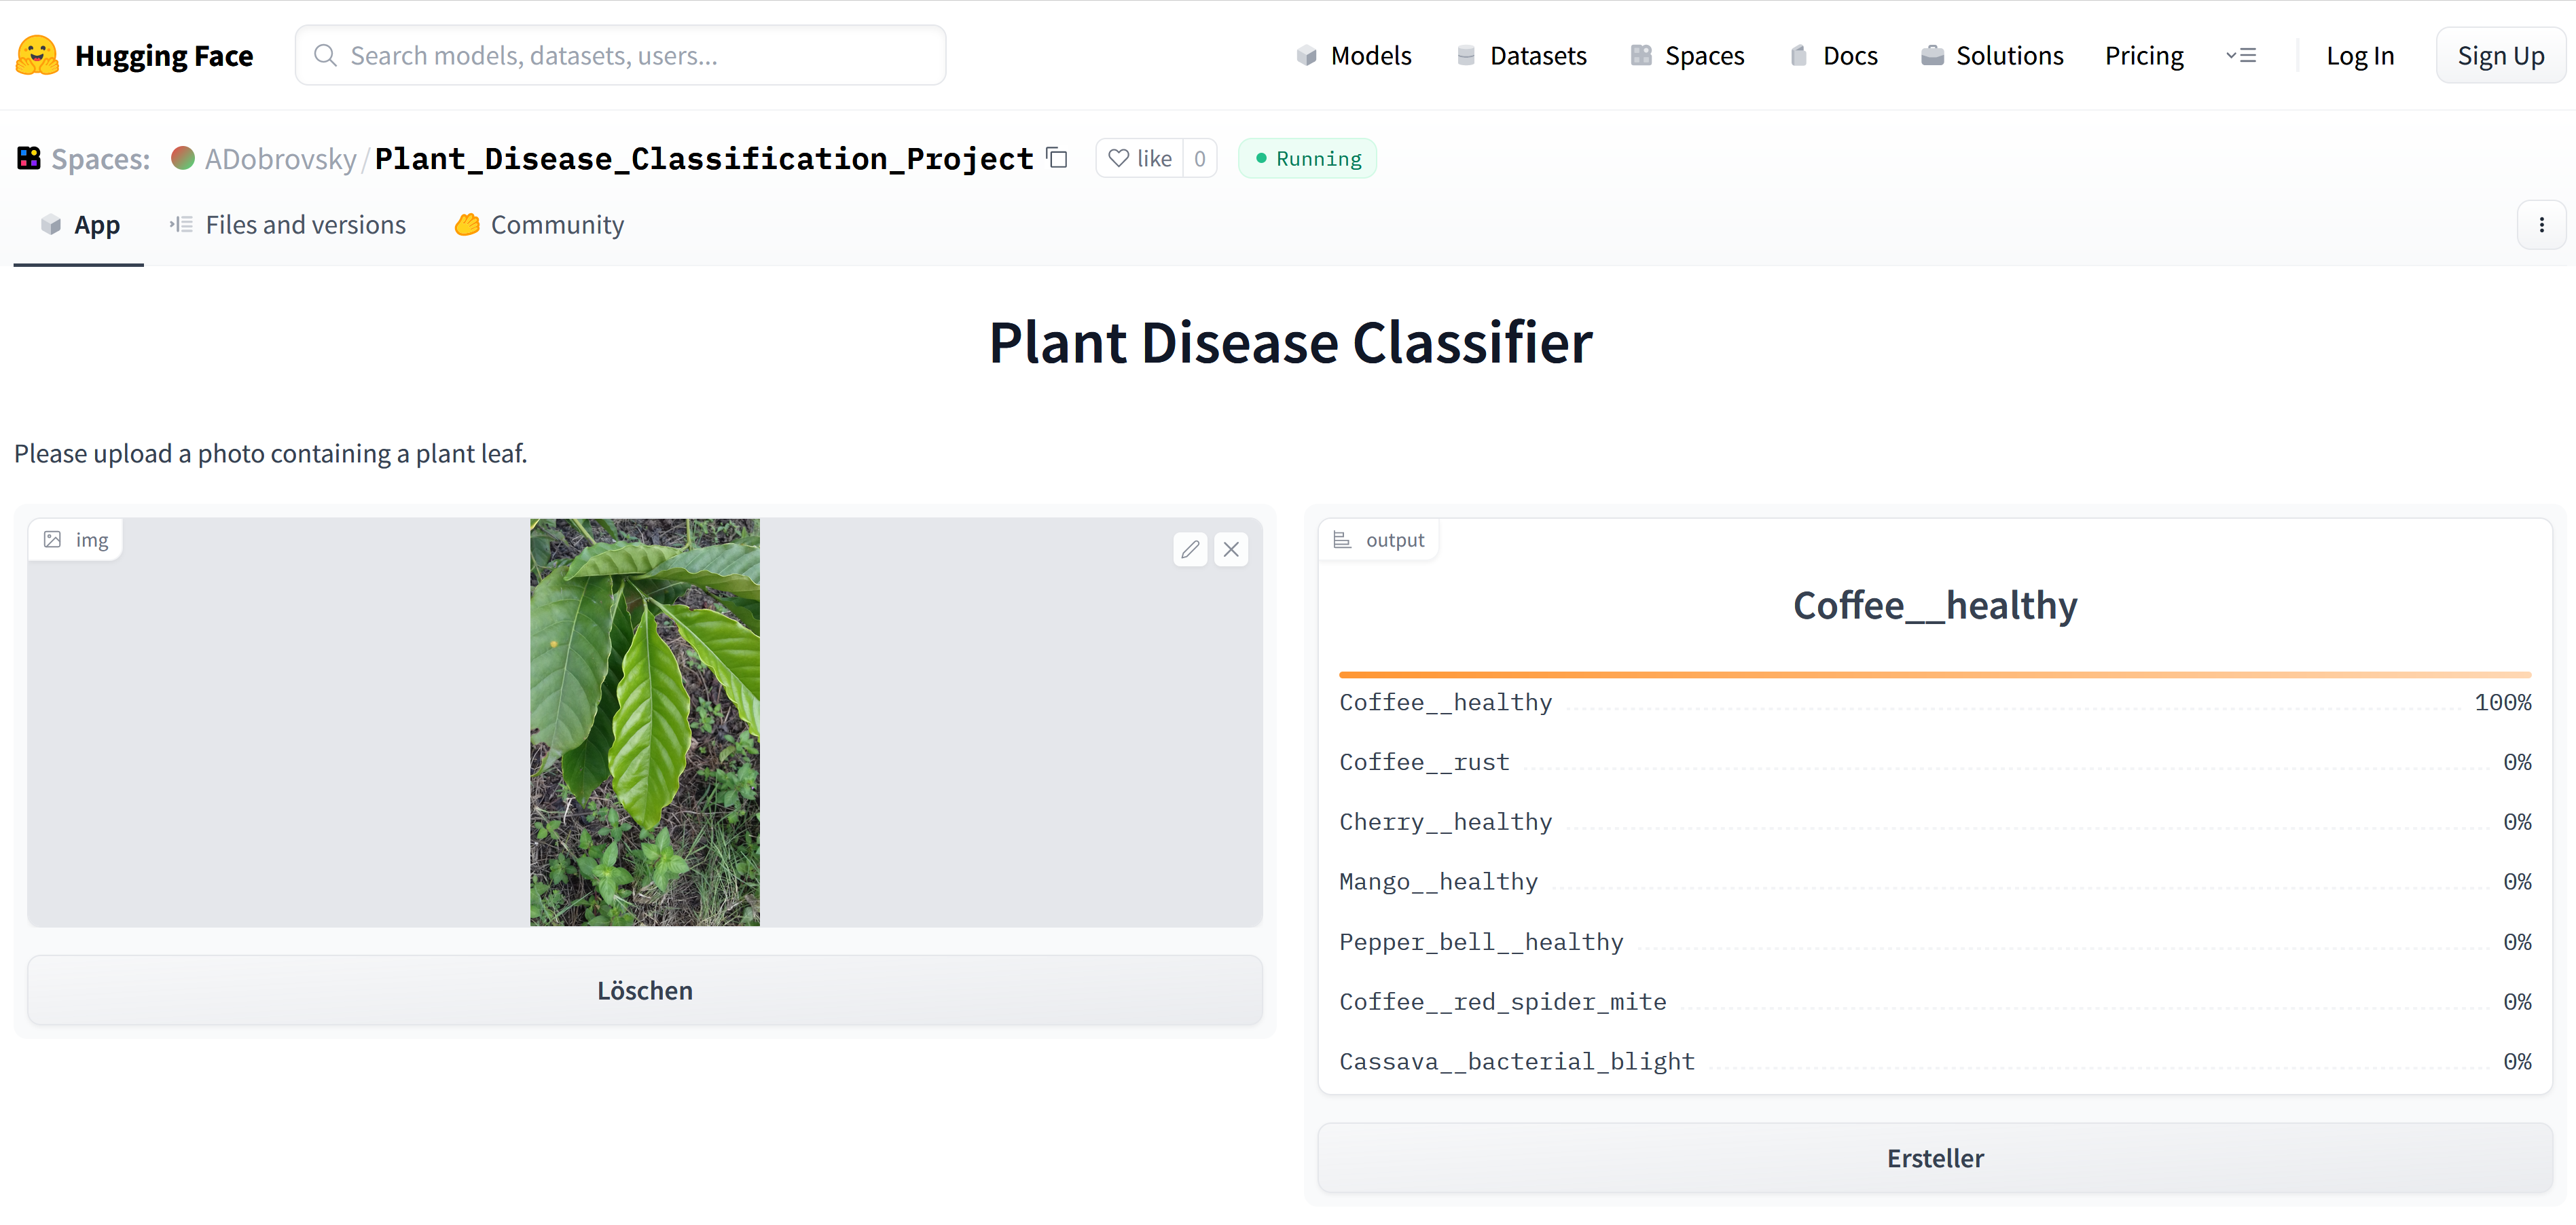 Hugging Face Search models, datasets, users... Models Datasets Spaces Docs Solutions Pricing Log In Sign Up
Spaces: ADobrovsky/Plant_Disease_Classification_Project like 0 Running
App Files and versions Community
Plant Disease Classifier
Please upload a photo containing a plant leaf.
img
Löschen
output
Coffee__healthy
Coffee__healthy 100%
Coffee__rust 0%
Cherry__healthy 0%
Mango__healthy 0%
Pepper_bell__healthy 0%
Coffee__red_spider_mite 0%
Cassava__bacterial_blight 0%
Ersteller